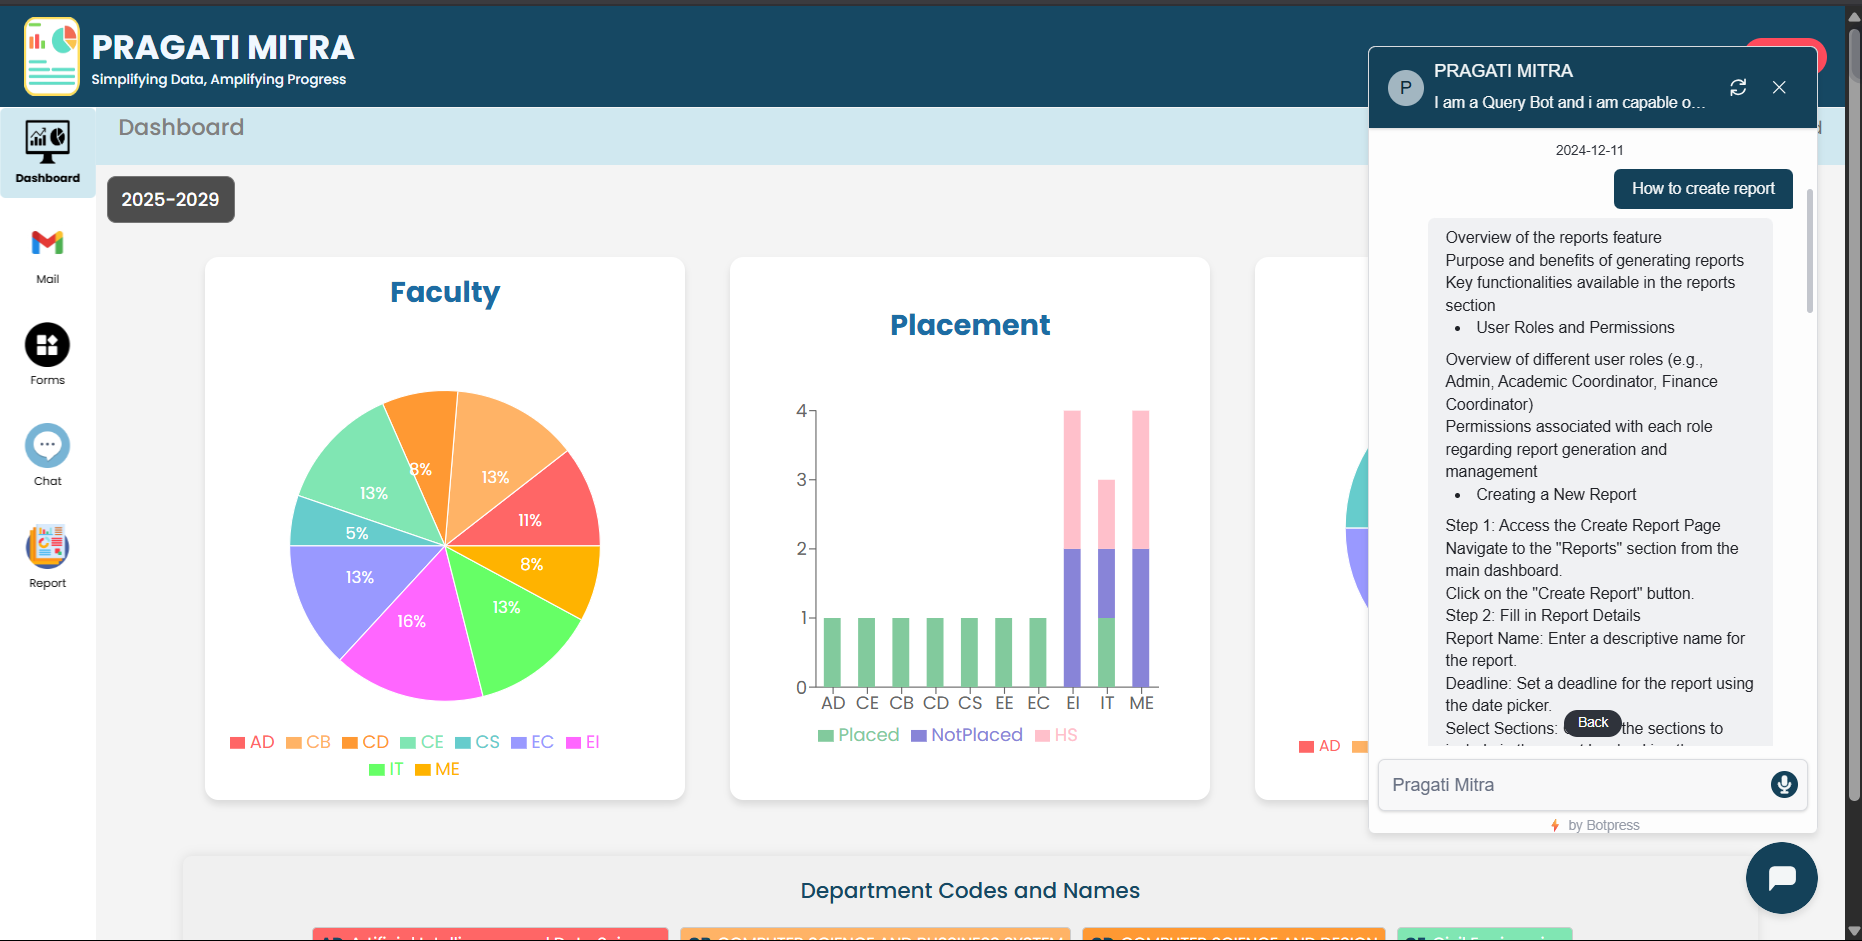 PRAGATI MITRA
Simplifying Data, Amplifying Progress
Dashboard
Dashboard
Mail
Forms
Chat
Report
2025-2029
Faculty
8%
13%
13%
11%
5%
8%
13%
13%
16%
AD CB CD CE CS EC EI
IT ME
Placement
4
3
2
1
0
AD CE CB CD CS EE EC EI IT ME
Placed NotPlaced HS
AD
Department Codes and Names
P
PRAGATI MITRA
I am a Query Bot and i am capable o...
2024-12-11
How to create report
Overview of the reports feature
Purpose and benefits of generating reports
Key functionalities available in the reports
section
• User Roles and Permissions
Overview of different user roles (e.g.,
Admin, Academic Coordinator, Finance
Coordinator)
Permissions associated with each role
regarding report generation and
management
• Creating a New Report
Step 1: Access the Create Report Page
Navigate to the "Reports" section from the
main dashboard.
Click on the "Create Report" button.
Step 2: Fill in Report Details
Report Name: Enter a descriptive name for
the report.
Deadline: Set a deadline for the report using
the date picker.
Select Sections: the sections to
Back
Pragati Mitra
by Botpress